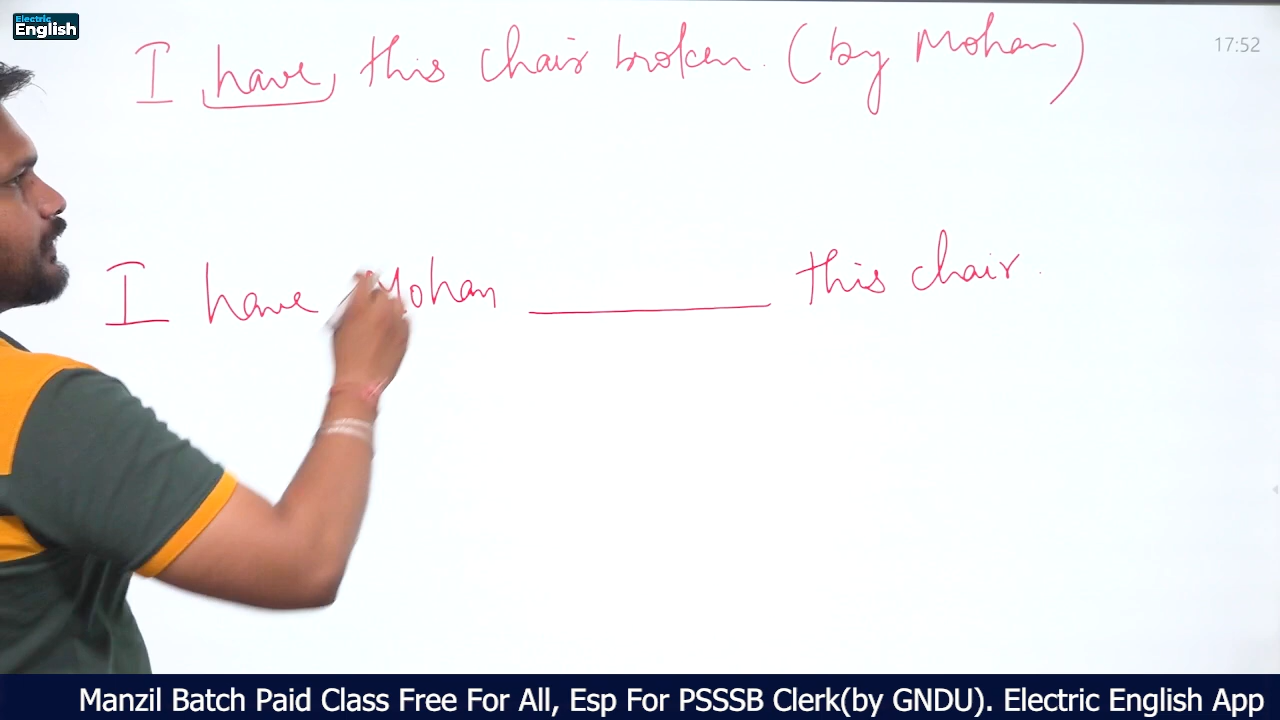 Electric
English
I have this chair broken. (by Mohan)
17:52
I have Mohan ________ this chair.
Manzil Batch Paid Class Free For All, Esp For PSSSB Clerk(by GNDU). Electric English App